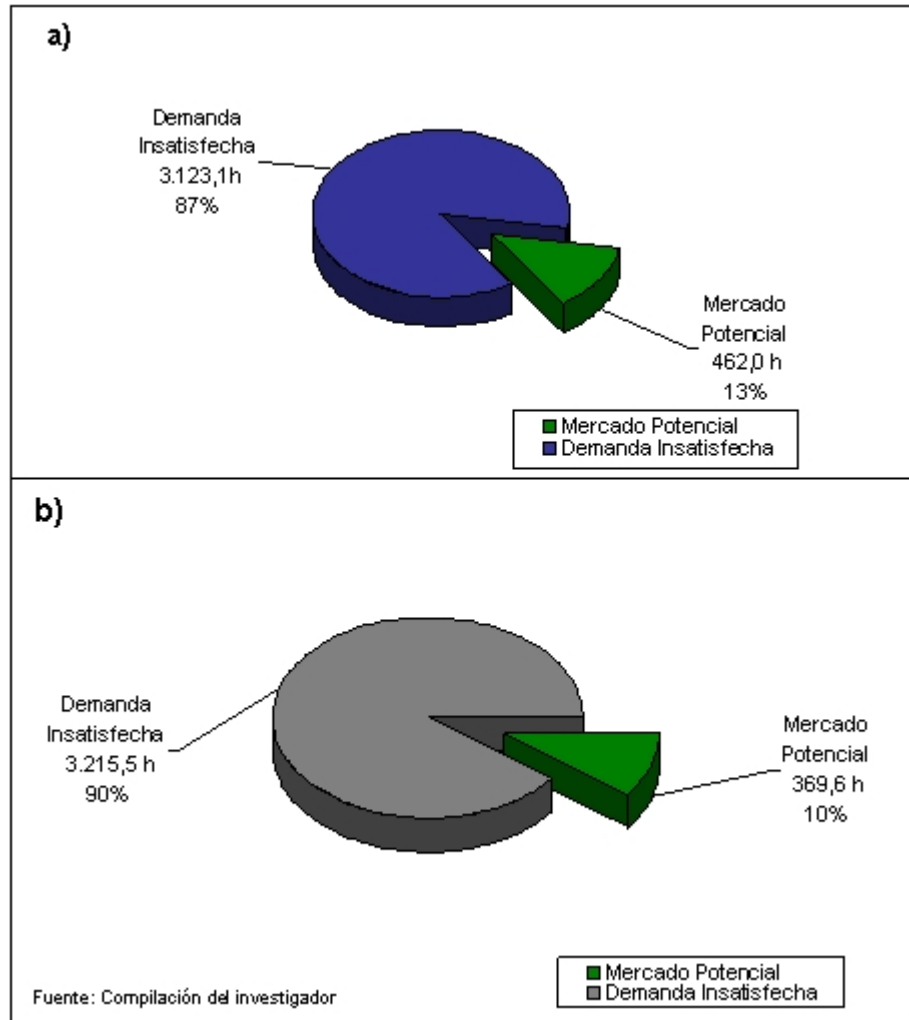 a)
Demanda
Insatisfecha
3.123,1h
87%
Mercado
Potencial
462,0 h
13%
Mercado Potencial
Demanda Insatisfecha
b)
Demanda
Insatisfecha
3.215,5 h
90%
Mercado
Potencial
369,6 h
10%
Mercado Potencial
Demanda Insatisfecha
Fuente: Compilación del investigador